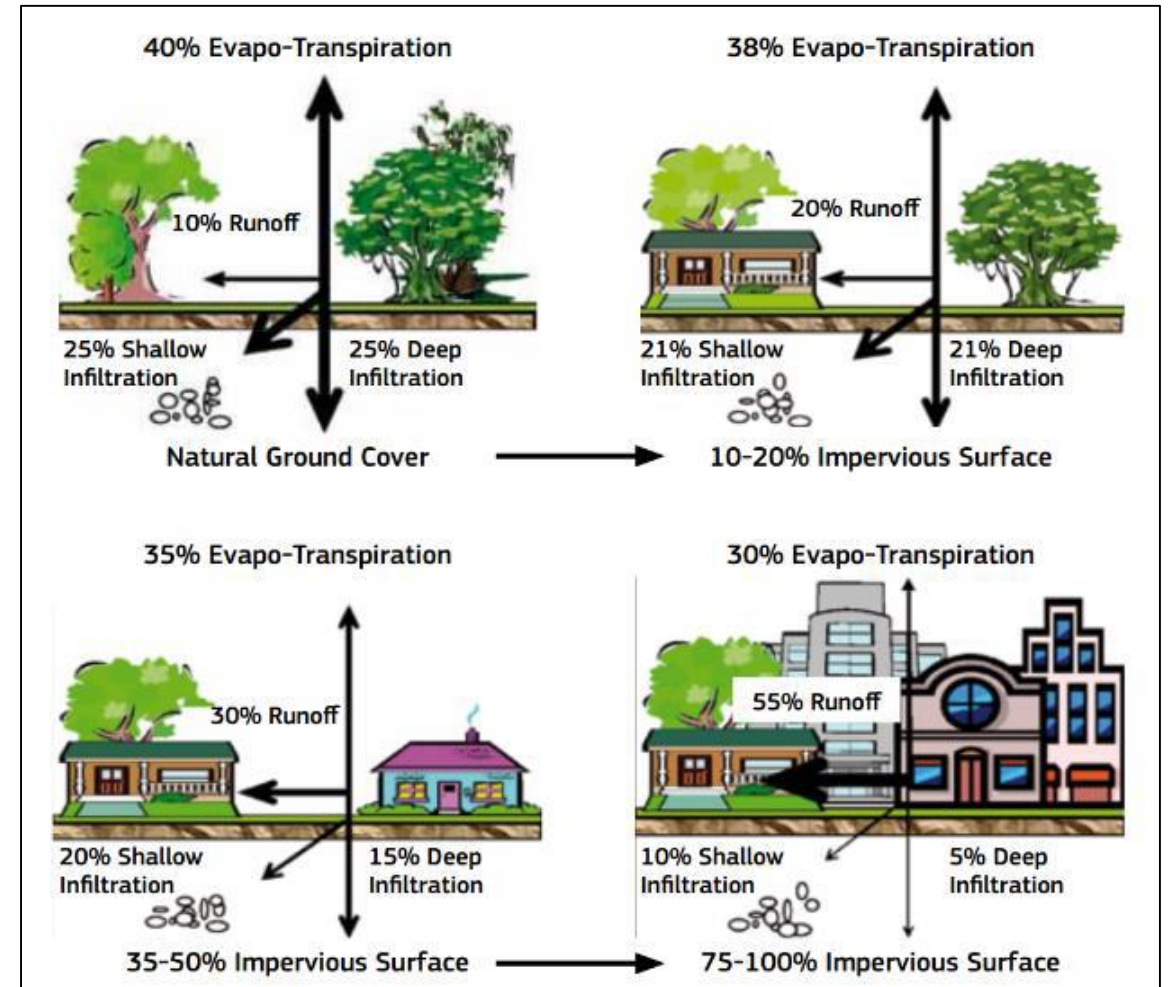 40% Evapo-Transpiration
10% Runoff
25% Shallow
Infiltration
25% Deep
Infiltration
Natural Ground Cover
38% Evapo-Transpiration
20% Runoff
21% Shallow
Infiltration
21% Deep
Infiltration
10-20% Impervious Surface
35% Evapo-Transpiration
30% Runoff
20% Shallow
Infiltration
15% Deep
Infiltration
35-50% Impervious Surface
30% Evapo-Transpiration
55% Runoff
10% Shallow
Infiltration
5% Deep
Infiltration
75-100% Impervious Surface